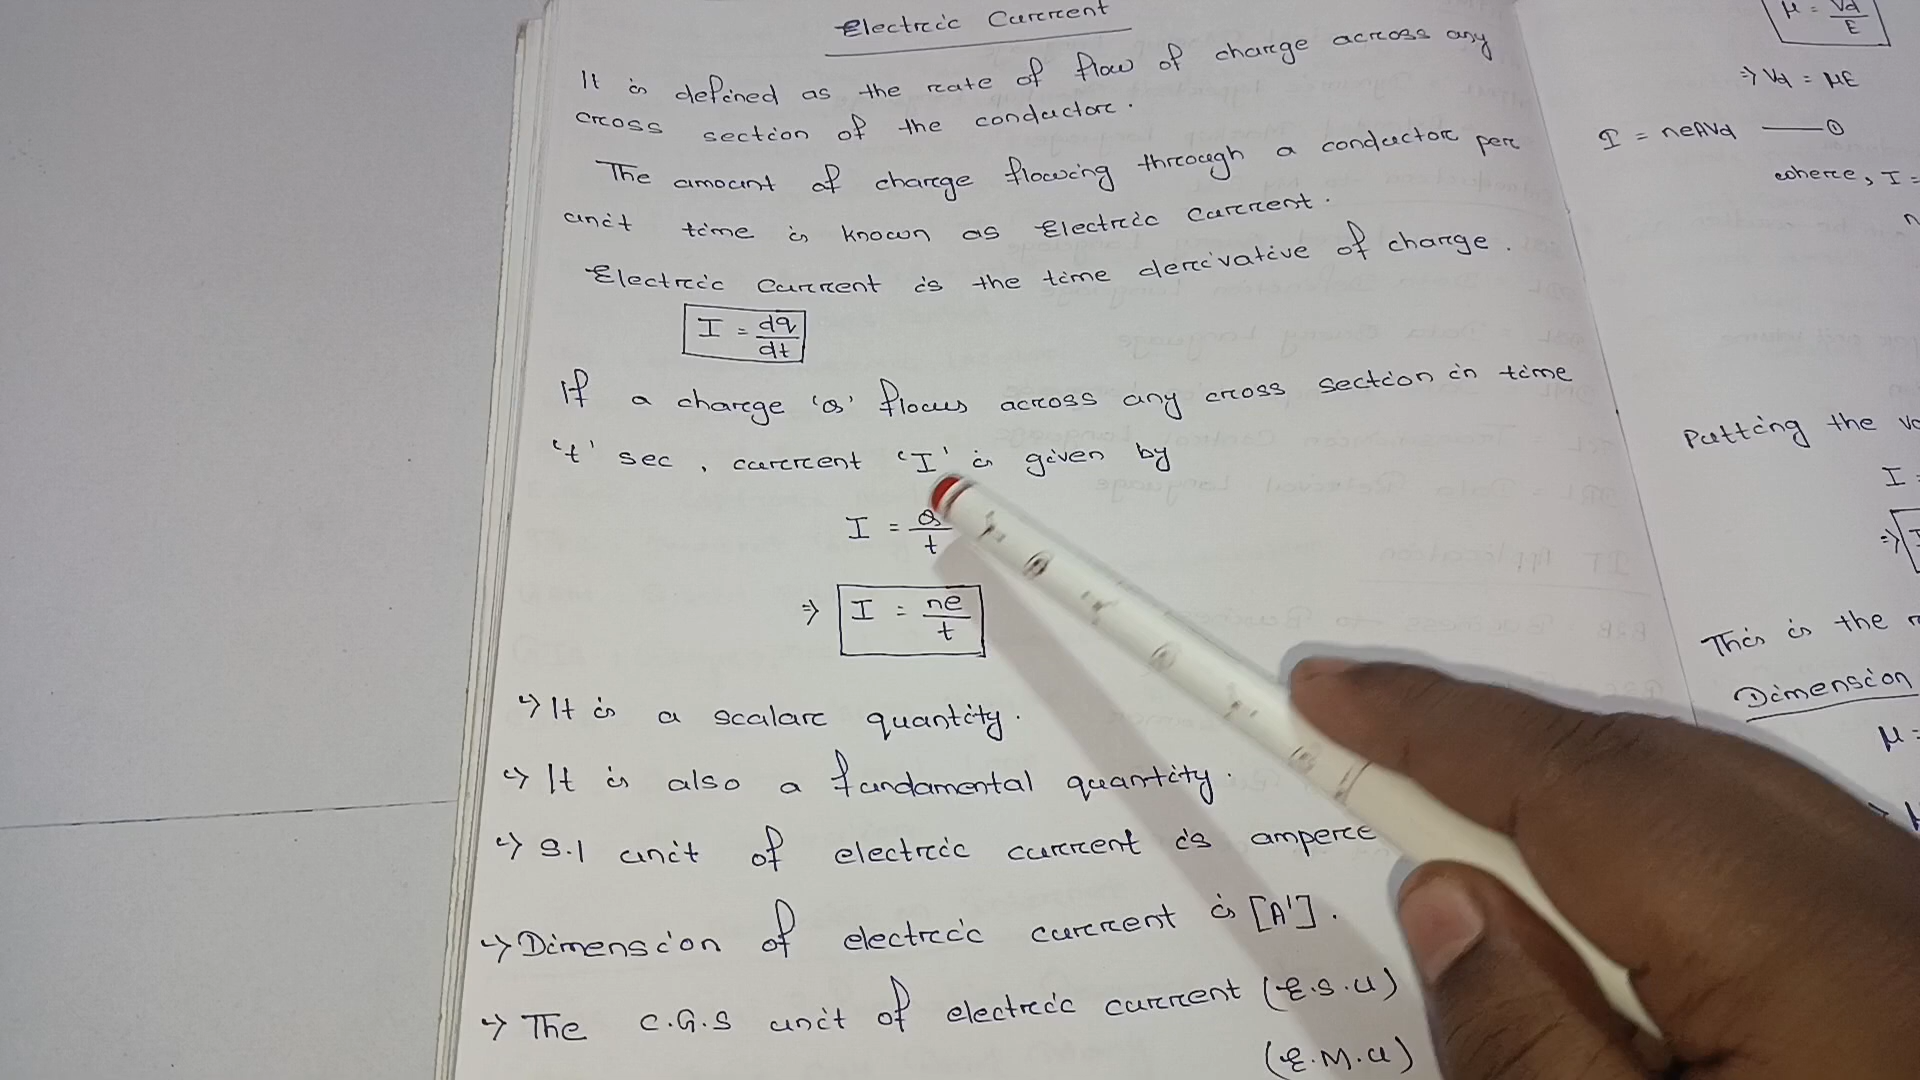 Electric Current
It is defined as the rate of flow of charge across any
cross section of the conductor.
The amount of charge flowing through a conductor per
unit time is known as Electric Current.
Electric Current is the time derivative of charge.
I = dq/dt
If a charge 'Q' flows across any cross section in time
't' sec, current 'I' is given by
I = Q/t
⇒ I = ne/t
↪ It is a scalar quantity.
↪ It is also a fundamental quantity.
↪ S.I unit of electric current is ampere
↪ Dimension of electric current is [A¹].
↪ The C.G.S unit of electric current (E.S.U)
(E.M.U)
μ = Vd/E
⇒ Vd = μE
I = neAVd —— ①
where, I =
n
Putting the
I =
⇒ I
This is the
Dimension
μ =